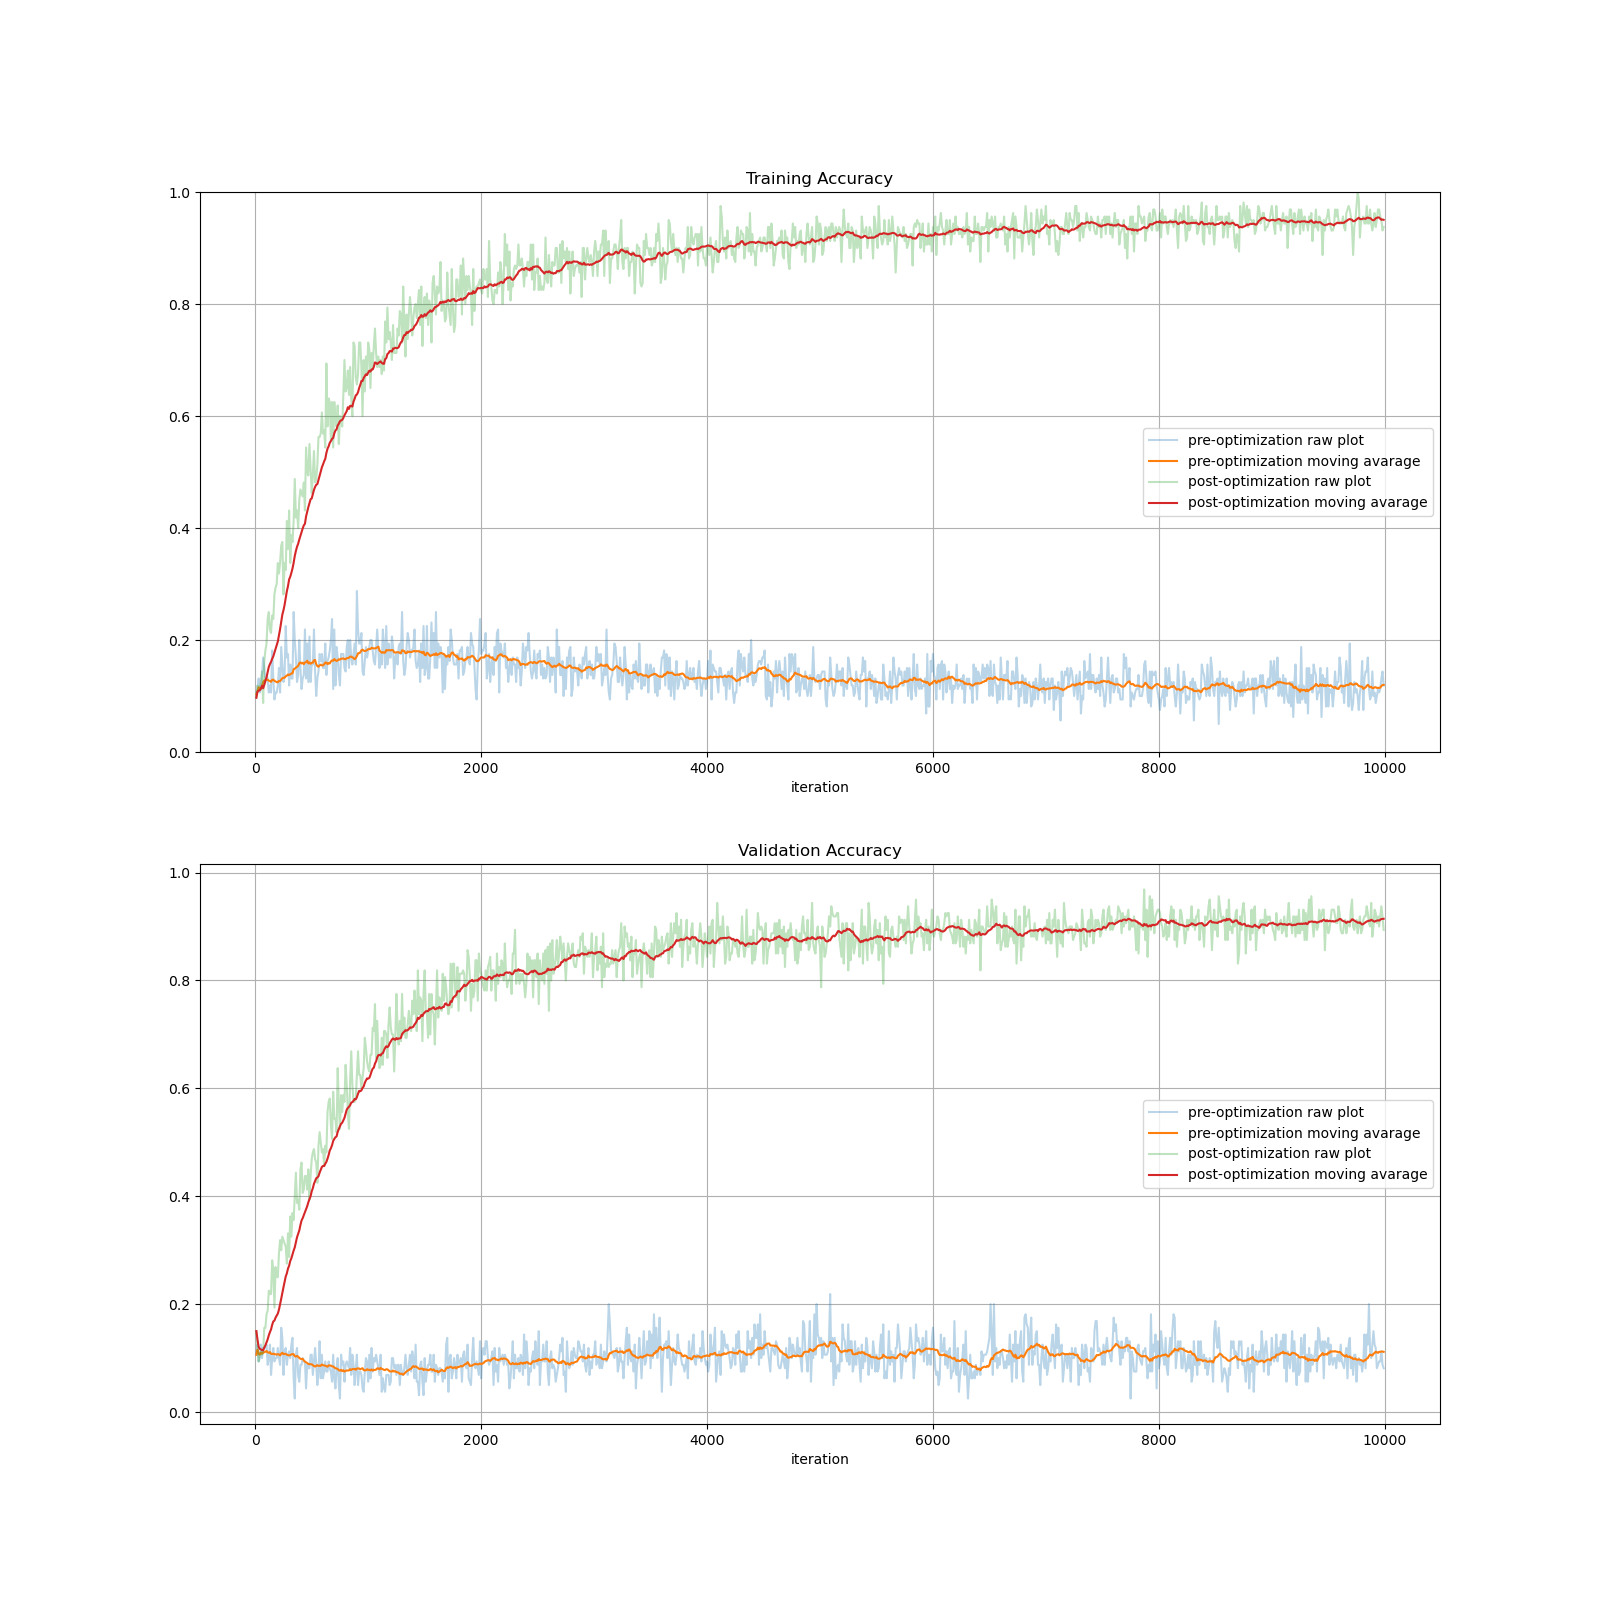 Training Accuracy
1.0
0.8
0.6
0.4
0.2
0.0
pre-optimization raw plot
pre-optimization moving avarage
post-optimization raw plot
post-optimization moving avarage
0 2000 4000 6000 8000 10000
iteration
Validation Accuracy
1.0
0.8
0.6
0.4
0.2
0.0
pre-optimization raw plot
pre-optimization moving avarage
post-optimization raw plot
post-optimization moving avarage
0 2000 4000 6000 8000 10000
iteration